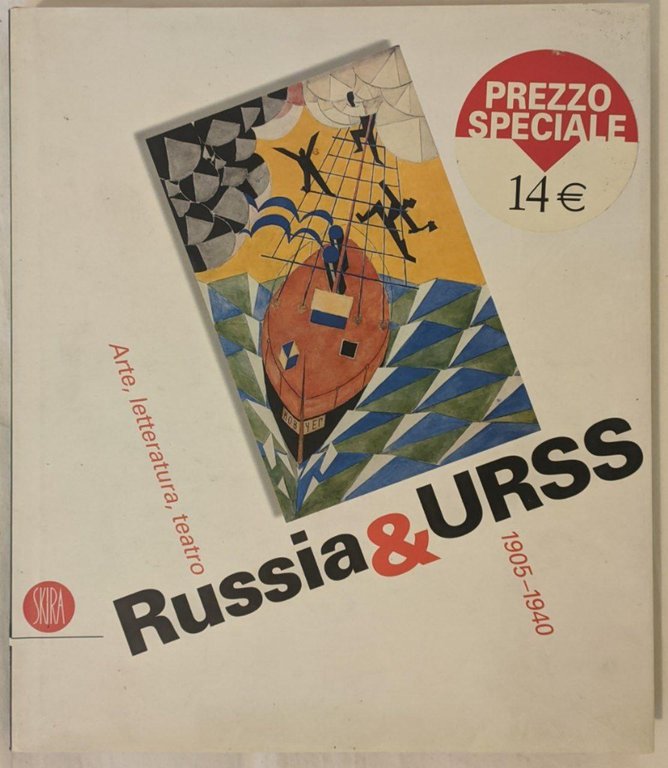 PREZZO
SPECIALE
14€
Arte, letteratura, teatro
Russia&URSS
1905–1940
SKIRA